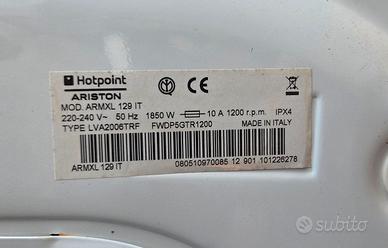 Hotpoint
ARISTON
MOD. ARMXL 129 IT
220-240 V~ 50 Hz 1850 W 10 A 1200 r.p.m. IPX4
TYPE LVA2006TRF FWDP5GTR1200 MADE IN ITALY
ARMXL 129 IT 080510970085 12 901 101226278
subito